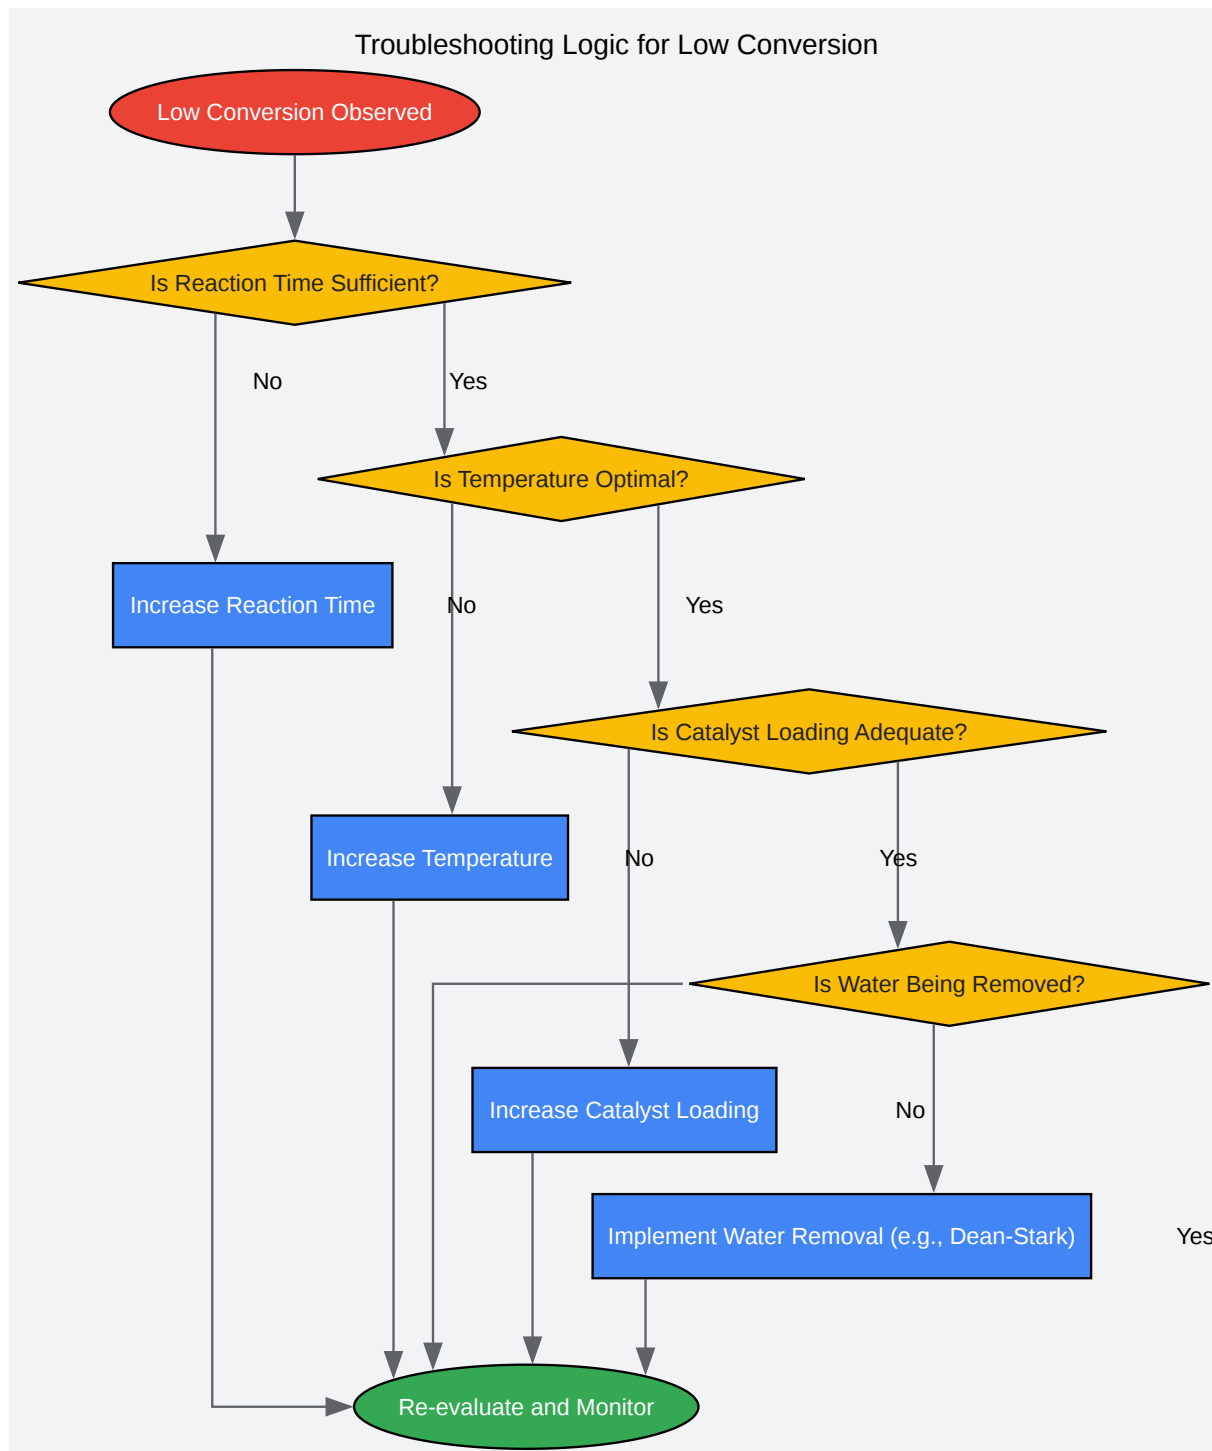 Troubleshooting Logic for Low Conversion
Low Conversion Observed
Is Reaction Time Sufficient?
No
Yes
Is Temperature Optimal?
Increase Reaction Time
No
Yes
Is Catalyst Loading Adequate?
Increase Temperature
No
Yes
Is Water Being Removed?
Increase Catalyst Loading
No
Implement Water Removal (e.g., Dean-Stark)
Yes
Re-evaluate and Monitor